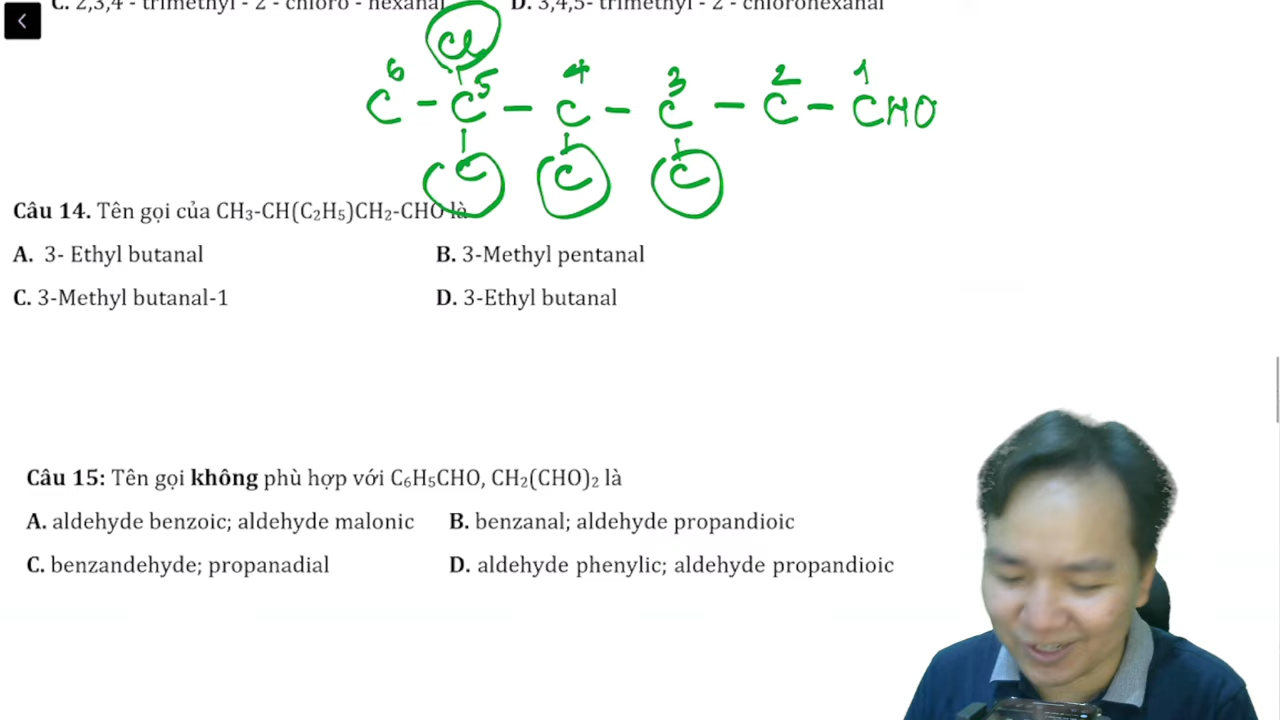 C. 2,3,4 - trimethyl - 2 - chloro - hexanal D. 3,4,5- trimethyl - 2 - chlorohexanal
Cl
6 5 4 3 2 1
C - C - C - C - C - CHO
C C C
Câu 14. Tên gọi của CH₃-CH(C₂H₅)CH₂-CHO là
A. 3- Ethyl butanal B. 3-Methyl pentanal
C. 3-Methyl butanal-1 D. 3-Ethyl butanal
Câu 15: Tên gọi không phù hợp với C₆H₅CHO, CH₂(CHO)₂ là
A. aldehyde benzoic; aldehyde malonic B. benzanal; aldehyde propandioic
C. benzandehyde; propanadial D. aldehyde phenylic; aldehyde propandioic